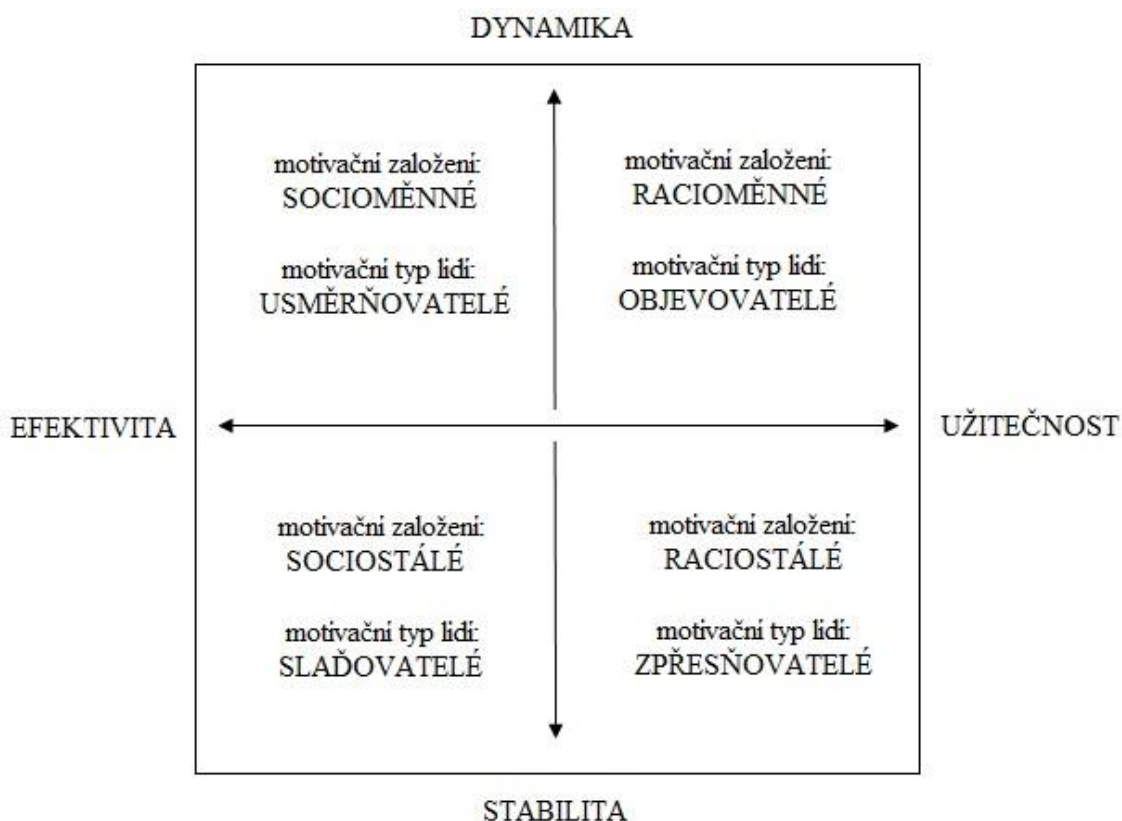 DYNAMIKA
motivační založení:
SOCIOMĚNNÉ
motivační typ lidí:
USMĚRŇOVATELÉ
motivační založení:
RACIOMĚNNÉ
motivační typ lidí:
OBJEVOVATELÉ
EFEKTIVITA
UŽITEČNOST
motivační založení:
SOCIOSTÁLÉ
motivační typ lidí:
SLAĎOVATELÉ
motivační založení:
RACIOSTÁLÉ
motivační typ lidí:
ZPŘESŇOVATELÉ
STABILITA